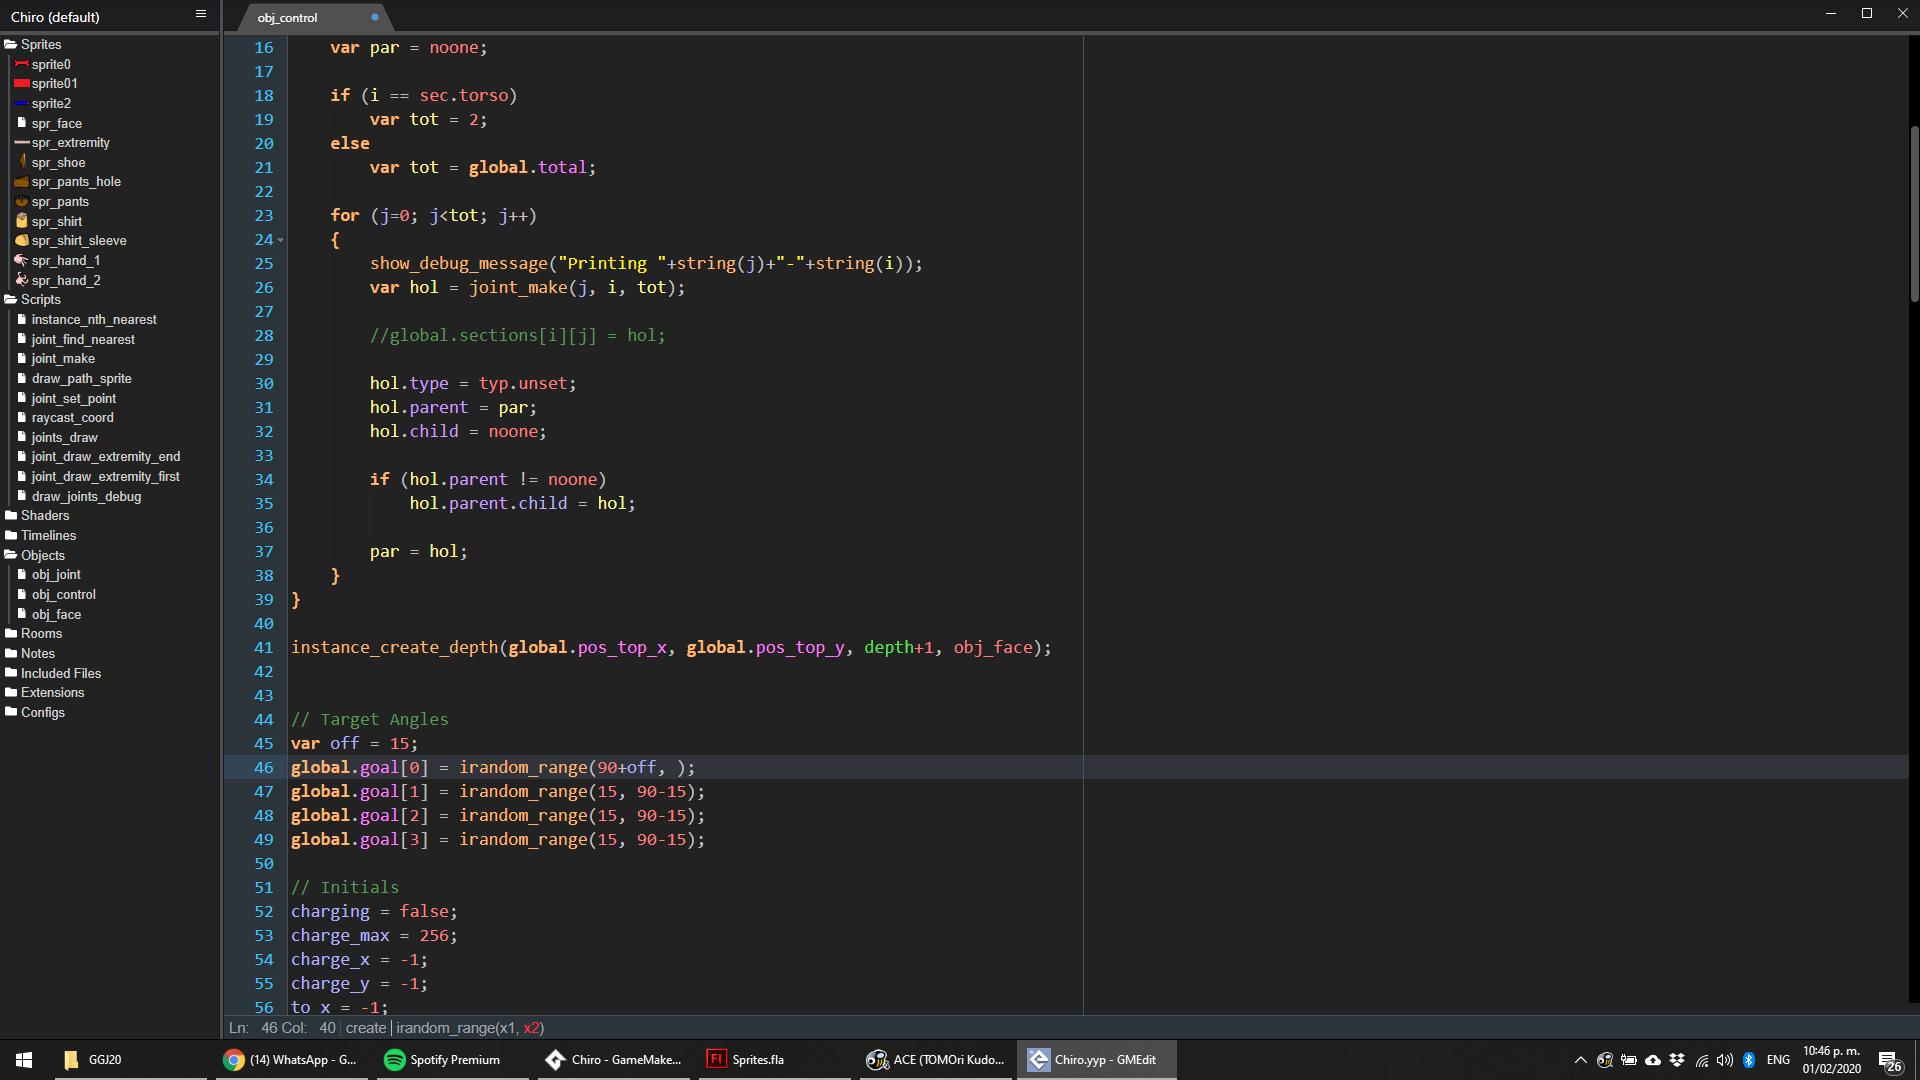 Chiro (default)
obj_control
Sprites
sprite0
sprite01
sprite2
spr_face
spr_extremity
spr_shoe
spr_pants_hole
spr_pants
spr_shirt
spr_shirt_sleeve
spr_hand_1
spr_hand_2
Scripts
instance_nth_nearest
joint_find_nearest
joint_make
draw_path_sprite
joint_set_point
raycast_coord
joints_draw
joint_draw_extremity_end
joint_draw_extremity_first
draw_joints_debug
Shaders
Timelines
Objects
obj_joint
obj_control
obj_face
Rooms
Notes
Included Files
Extensions
Configs
16 var par = noone;
17
18 if (i == sec.torso)
19 var tot = 2;
20 else
21 var tot = global.total;
22
23 for (j=0; j<tot; j++)
24 {
25 show_debug_message("Printing "+string(j)+"-"+string(i));
26 var hol = joint_make(j, i, tot);
27
28 //global.sections[i][j] = hol;
29
30 hol.type = typ.unset;
31 hol.parent = par;
32 hol.child = noone;
33
34 if (hol.parent != noone)
35 hol.parent.child = hol;
36
37 par = hol;
38 }
39 }
40
41 instance_create_depth(global.pos_top_x, global.pos_top_y, depth+1, obj_face);
42
43
44 // Target Angles
45 var off = 15;
46 global.goal[0] = irandom_range(90+off, );
47 global.goal[1] = irandom_range(15, 90-15);
48 global.goal[2] = irandom_range(15, 90-15);
49 global.goal[3] = irandom_range(15, 90-15);
50
51 // Initials
52 charging = false;
53 charge_max = 256;
54 charge_x = -1;
55 charge_y = -1;
56 to_x = -1;
Ln: 46 Col: 40 create irandom_range(x1, x2)
GGJ20
(14) WhatsApp - G...
Spotify Premium
Chiro - GameMake...
Fl
Sprites.fla
ACE (TOMOri Kudo...
Chiro.yyp - GMEdit
ENG
10:46 p. m.
01/02/2020
26